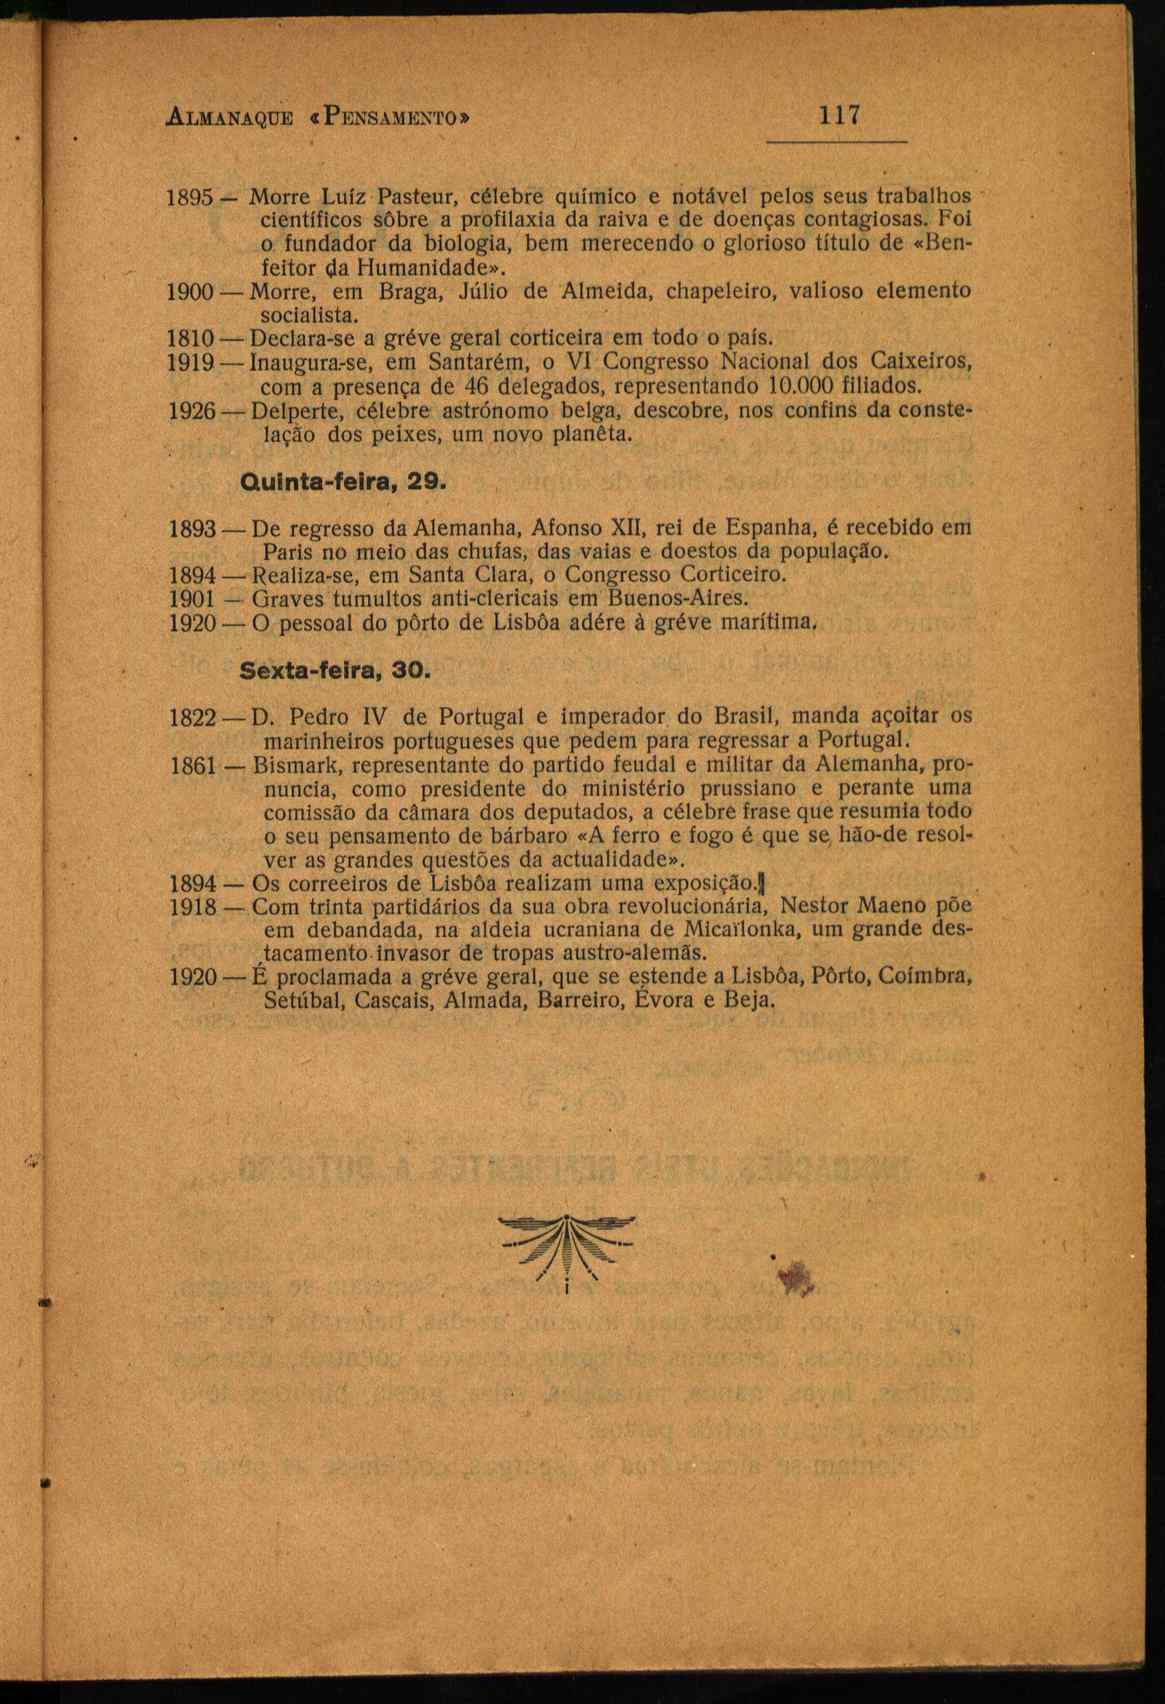 ALMANAQUE «PENSAMENTO» 117
1895 — Morre Luíz Pasteur, célebre químico e notável pelos seus trabalhos
científicos sôbre a profilaxia da raiva e de doenças contagiosas. Foi
o fundador da biologia, bem merecendo o glorioso título de «Ben-
feitor da Humanidade».
1900 — Morre, em Braga, Júlio de Almeida, chapeleiro, valioso elemento
socialista.
1810 — Declara-se a gréve geral corticeira em todo o país.
1919 — Inaugura-se, em Santarém, o VI Congresso Nacional dos Caixeiros,
com a presença de 46 delegados, representando 10.000 filiados.
1926 — Delperte, célebre astrónomo belga, descobre, nos confins da conste-
lação dos peixes, um novo planêta.
Quinta-feira, 29.
1893 — De regresso da Alemanha, Afonso XII, rei de Espanha, é recebido em
Paris no meio das chufas, das vaias e doestos da população.
1894 — Realiza-se, em Santa Clara, o Congresso Corticeiro.
1901 — Graves tumultos anti-clericais em Buenos-Aires.
1920 — O pessoal do pôrto de Lisbôa adére à gréve marítima.
Sexta-feira, 30.
1822 — D. Pedro IV de Portugal e imperador do Brasil, manda açoitar os
marinheiros portugueses que pedem para regressar a Portugal.
1861 — Bismark, representante do partido feudal e militar da Alemanha, pro-
nuncia, como presidente do ministério prussiano e perante uma
comissão da câmara dos deputados, a célebre frase que resumia todo
o seu pensamento de bárbaro «A ferro e fogo é que se hão-de resol-
ver as grandes questões da actualidade».
1894 — Os correeiros de Lisbôa realizam uma exposição.
1918 — Com trinta partidários da sua obra revolucionária, Nestor Maeno põe
em debandada, na aldeia ucraniana de Micaïlonka, um grande des-
tacamento invasor de tropas austro-alemãs.
1920 — É proclamada a gréve geral, que se estende a Lisbôa, Pôrto, Coímbra,
Setúbal, Cascais, Almada, Barreiro, Évora e Beja.